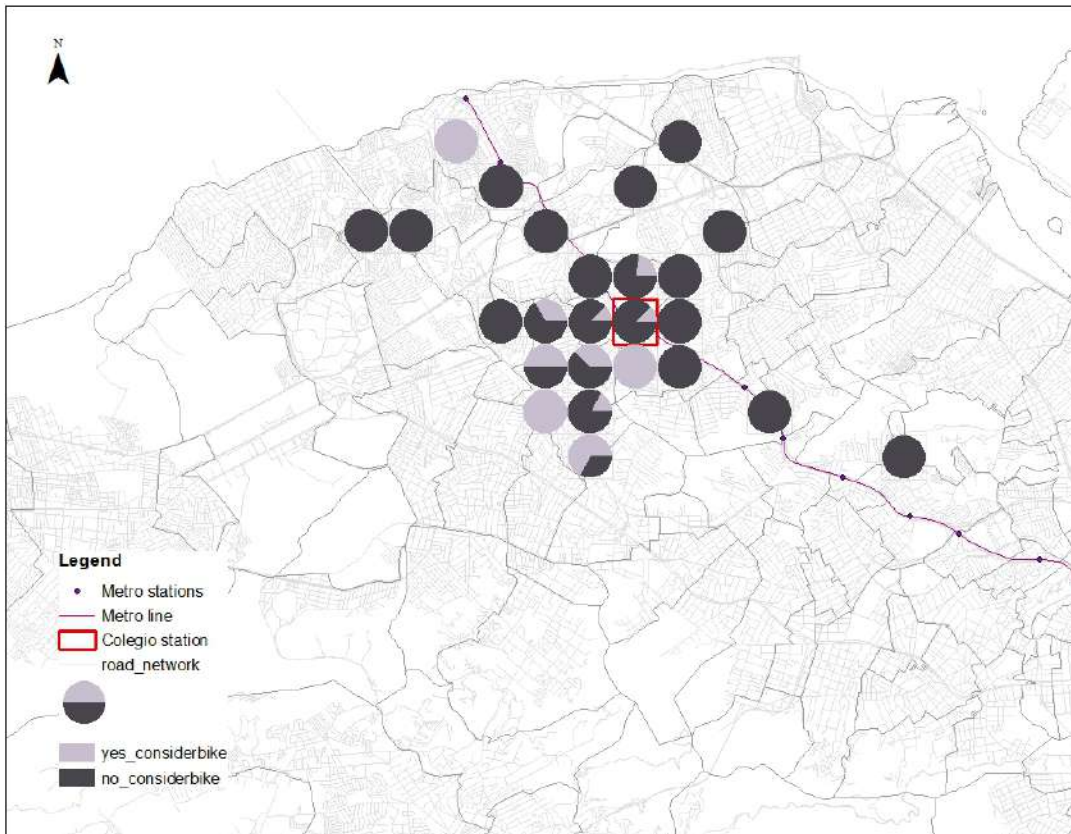 N
Legend
Metro stations
Metro line
Colegio station
road_network
yes_considerbike
no_considerbike